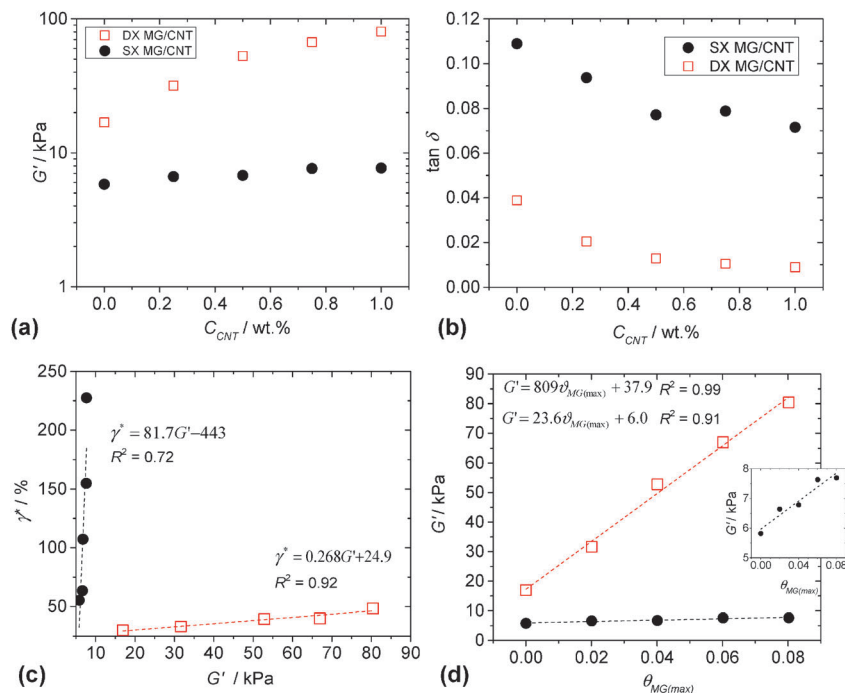 DX MG/CNT
SX MG/CNT
100
10
1
G' / kPa
0.0 0.2 0.4 0.6 0.8 1.0
C_CNT / wt.%
(a)
SX MG/CNT
DX MG/CNT
0.12
0.10
0.08
0.06
0.04
0.02
0.00
tan δ
0.0 0.2 0.4 0.6 0.8 1.0
C_CNT / wt.%
(b)
250
225
200
175
150
125
100
75
50
γ* / %
γ* = 81.7G'−443
R² = 0.72
γ* = 0.268G'+24.9
R² = 0.92
10 20 30 40 50 60 70 80 90
G' / kPa
(c)
90
80
70
60
50
40
30
20
10
0
G' / kPa
G' = 809ϑ_MG(max) + 37.9 R² = 0.99
G' = 23.6ϑ_MG(max) + 6.0 R² = 0.91
8
7
6
5
G' / kPa
0.00 0.04 0.08
θ_MG(max)
0.00 0.02 0.04 0.06 0.08
θ_MG(max)
(d)